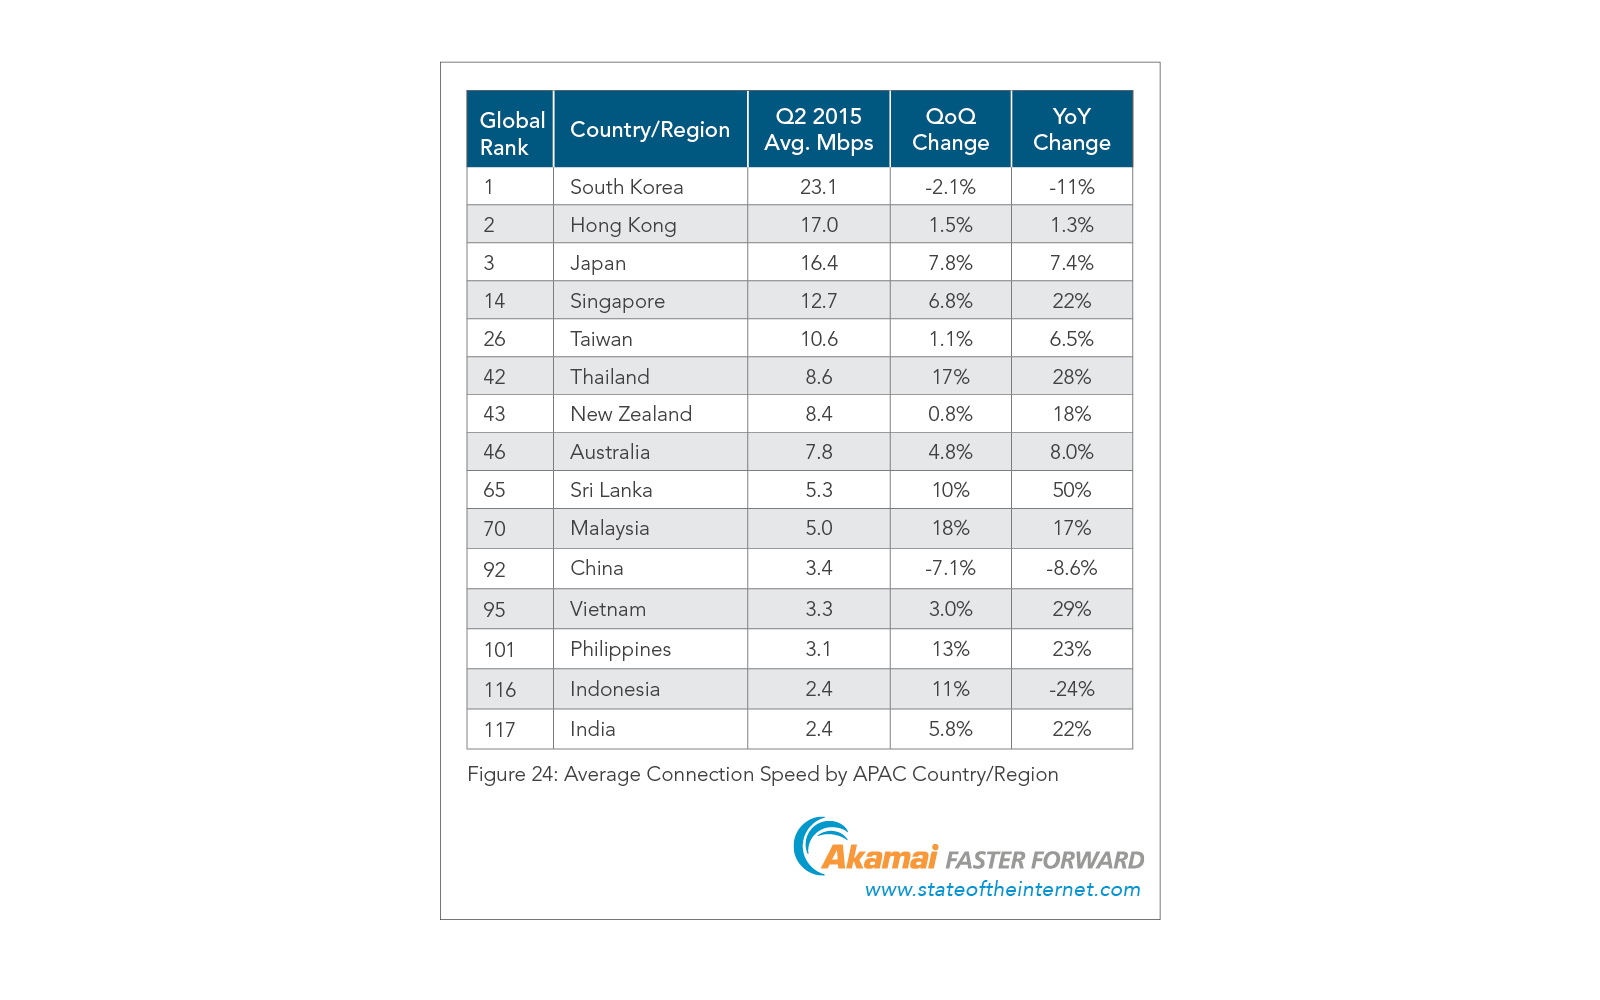 Global Rank Country/Region Q2 2015 Avg. Mbps QoQ Change YoY Change
1 South Korea 23.1 -2.1% -11%
2 Hong Kong 17.0 1.5% 1.3%
3 Japan 16.4 7.8% 7.4%
14 Singapore 12.7 6.8% 22%
26 Taiwan 10.6 1.1% 6.5%
42 Thailand 8.6 17% 28%
43 New Zealand 8.4 0.8% 18%
46 Australia 7.8 4.8% 8.0%
65 Sri Lanka 5.3 10% 50%
70 Malaysia 5.0 18% 17%
92 China 3.4 -7.1% -8.6%
95 Vietnam 3.3 3.0% 29%
101 Philippines 3.1 13% 23%
116 Indonesia 2.4 11% -24%
117 India 2.4 5.8% 22%
Figure 24: Average Connection Speed by APAC Country/Region
Akamai FASTER FORWARD
www.stateoftheinternet.com